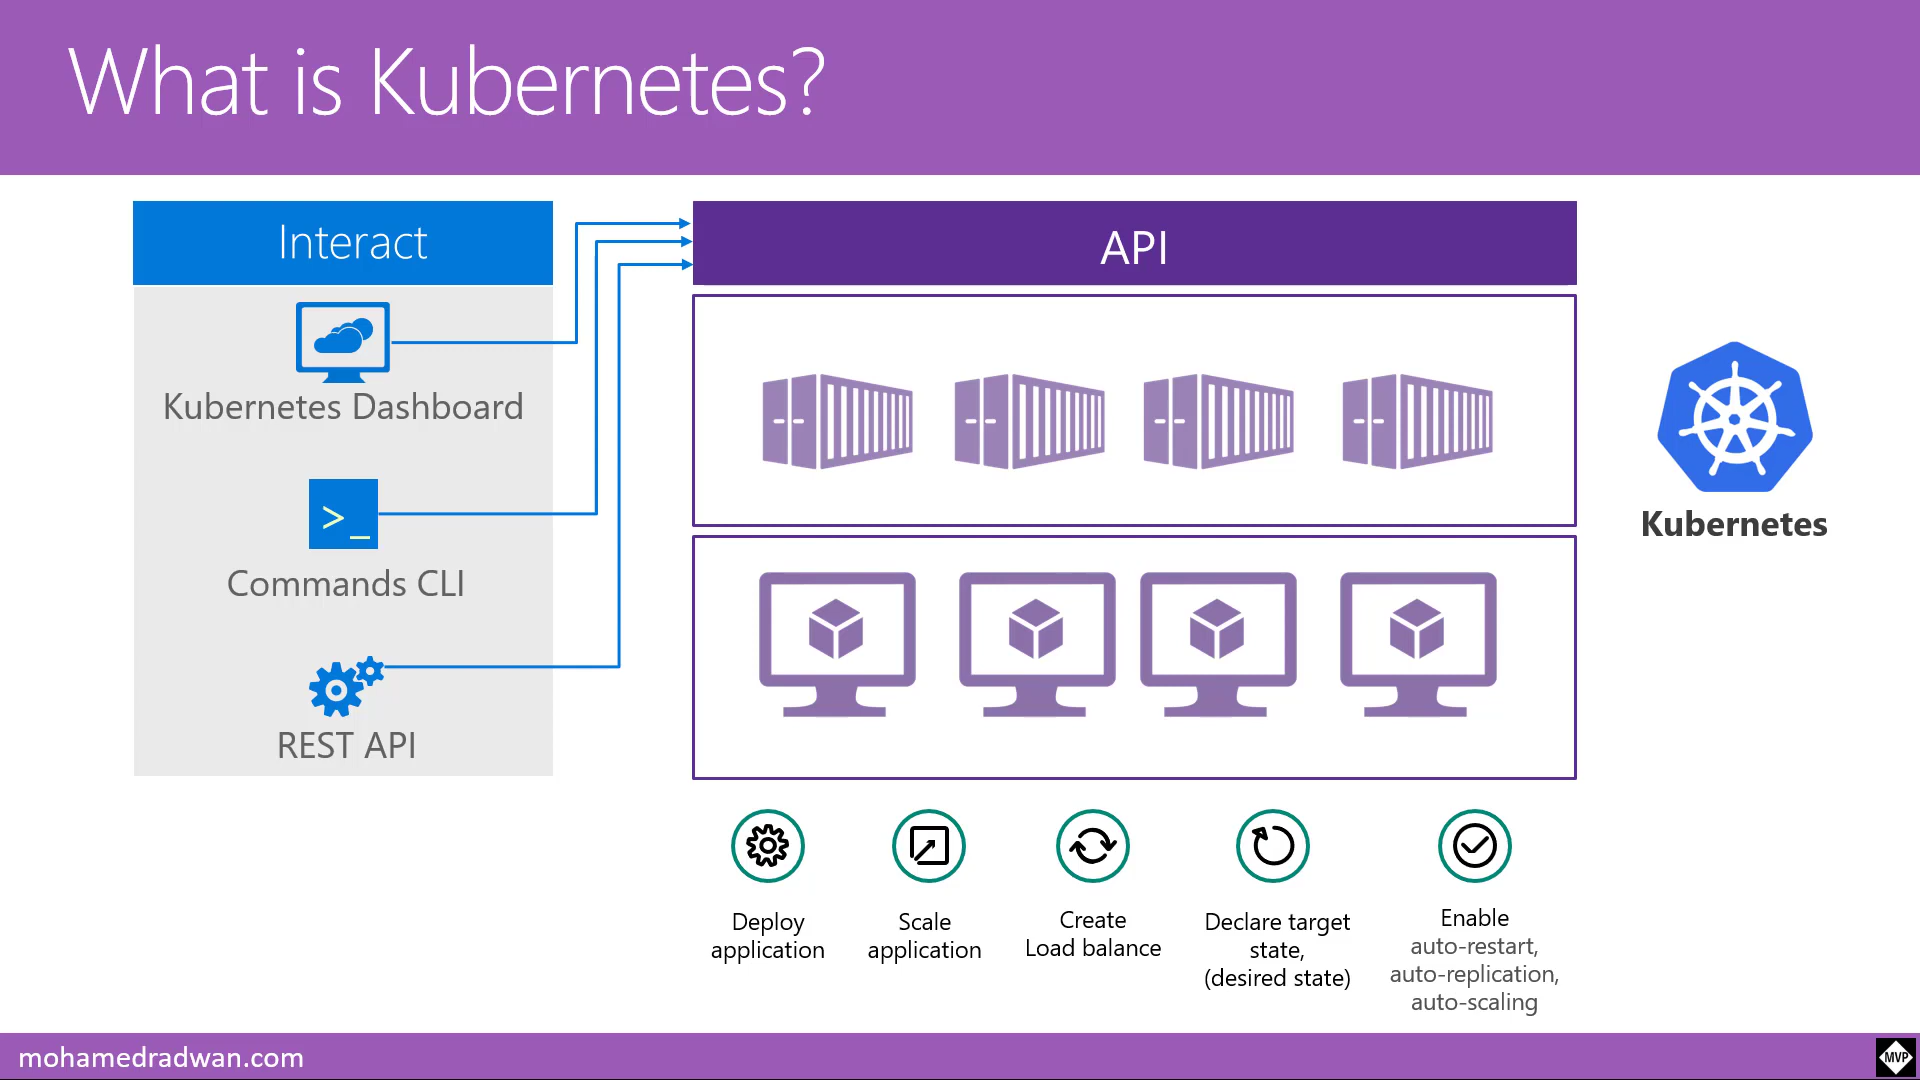 What is Kubernetes?
Interact
Kubernetes Dashboard
>_
Commands CLI
REST API
API
Kubernetes
Deploy
application
Scale
application
Create
Load balance
Declare target
state,
(desired state)
Enable
auto-restart,
auto-replication,
auto-scaling
mohamedradwan.com
MVP